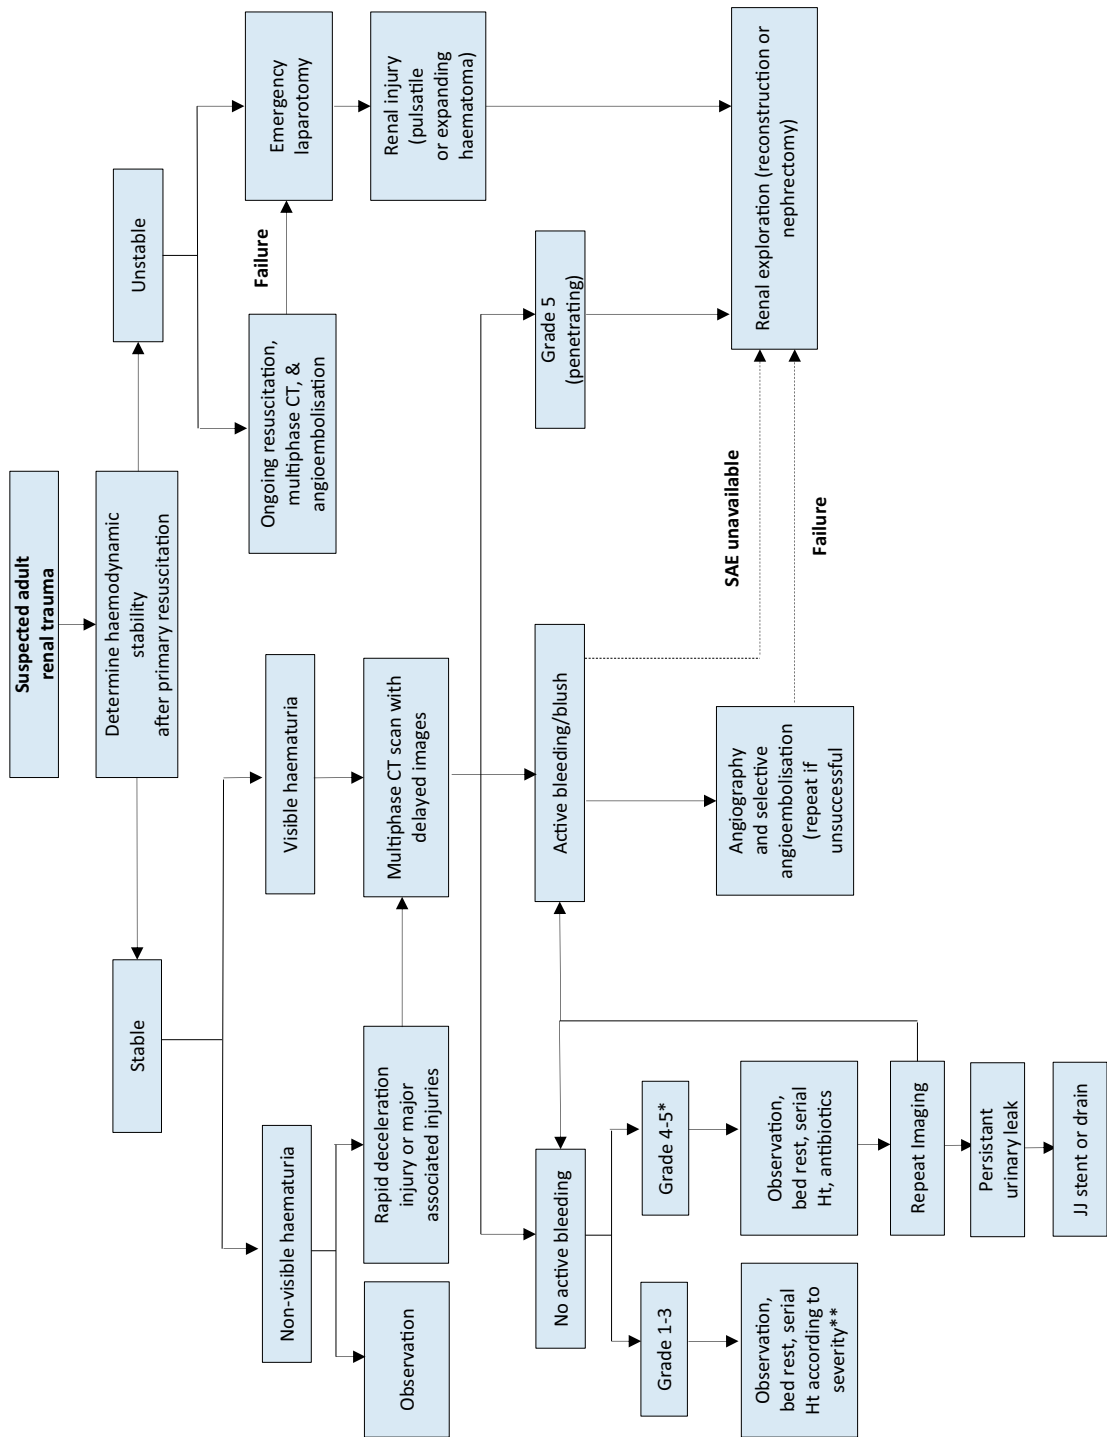 Suspected adult
renal trauma
Determine haemodynamic
stability
after primary resuscitation
Stable
Unstable
Non-visible haematuria
Visible haematuria
Ongoing resuscitation,
multiphase CT, &
angioembolisation
Failure
Emergency
laparotomy
Observation
Rapid deceleration
injury or major
associated injuries
Multiphase CT scan with
delayed images
Renal injury
(pulsatile
or expanding
haematoma)
No active bleeding
Active bleeding/blush
Grade 5
(penetrating)
Grade 1-3
Grade 4-5*
Observation,
bed rest, serial
Ht according to
severity**
Observation,
bed rest, serial
Ht, antibiotics
Angiography
and selective
angioembolisation
(repeat if
unsuccessful
SAE unavailable
Failure
Renal exploration (reconstruction or
nephrectomy)
Repeat Imaging
Persistant
urinary leak
JJ stent or drain